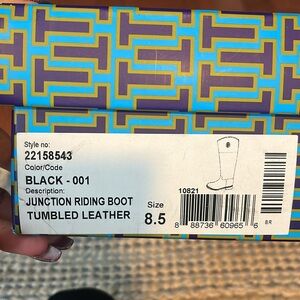 Style no:
22158543
Color/Code
BLACK - 001
Description:
JUNCTION RIDING BOOT
TUMBLED LEATHER
Size
8.5
10821
8 88736 60965 6
BR